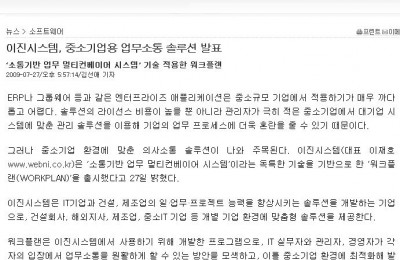 뉴스 > 소프트웨어
프린트 미리
이진시스템, 중소기업용 업무소통 솔루션 발표
'소통기반 업무 멀티컨베이어 시스템' 기술 적용한 워크플랜
2009-07-27/오후 5:57:14/김선애 기자
ERP나 그룹웨어 등과 같은 엔터프라이즈 애플리케이션은 중소규모 기업에서 적용하기가 매우 까다
롭고 어렵다. 솔루션의 라이선스 비용이 높을 뿐 아니라 관리자가 극히 적은 중소기업에서 대기업 시
스템에 맞춘 관리 솔루션을 이용해 기업의 업무 프로세스에 더욱 혼란을 줄 수 있기 때문이다.
그러나 중소기업 환경에 맞춘 의사소통 솔루션이 나와 주목된다. 이진시스템(대표 이재호
www.webni.co.kr)은 '소통기반 업무 멀티컨베이어 시스템'이라는 독특한 기술을 기반으로 한 '워크플
랜(WORKPLAN)'을 출시했다고 27일 밝혔다.
이진시스템은 IT기업과 건설, 제조업의 일·업무·프로젝트 능력을 향상시키는 솔루션을 개발하는 기업
으로, 건설회사, 해외지사, 제조업, 중소IT 기업 등 개별 기업 환경에 맞춤형 솔루션을 제공한다.
워크플랜은 이진시스템에서 사용하기 위해 개발한 프로그램으로, IT 실무자와 관리자, 경영자가 각
자의 입장에서 업무소통을 원활하게 할 수 있는 방안을 모색하고, 이를 중소기업 환경에 최적화해 발